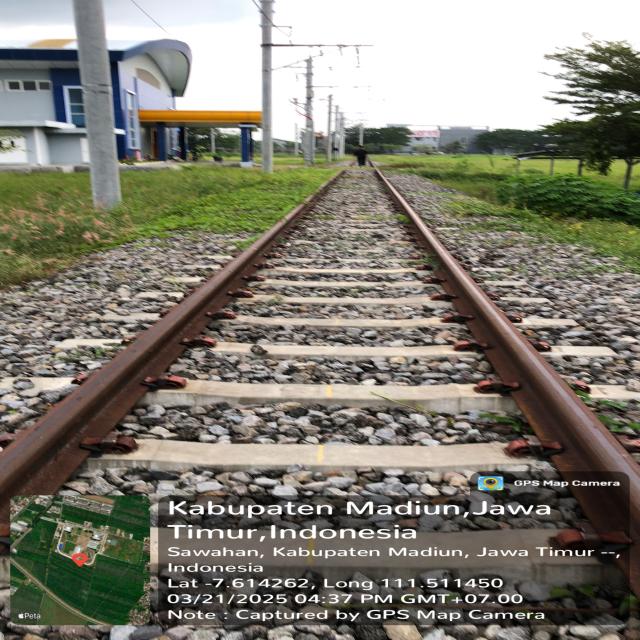 GPS Map Camera
Kabupaten Madiun,Jawa
Timur,Indonesia
Sawahan, Kabupaten Madiun, Jawa Timur --,
Indonesia
Lat -7.614262, Long 111.511450
03/21/2025 04:37 PM GMT+07.00
Note : Captured by GPS Map Camera
Peta